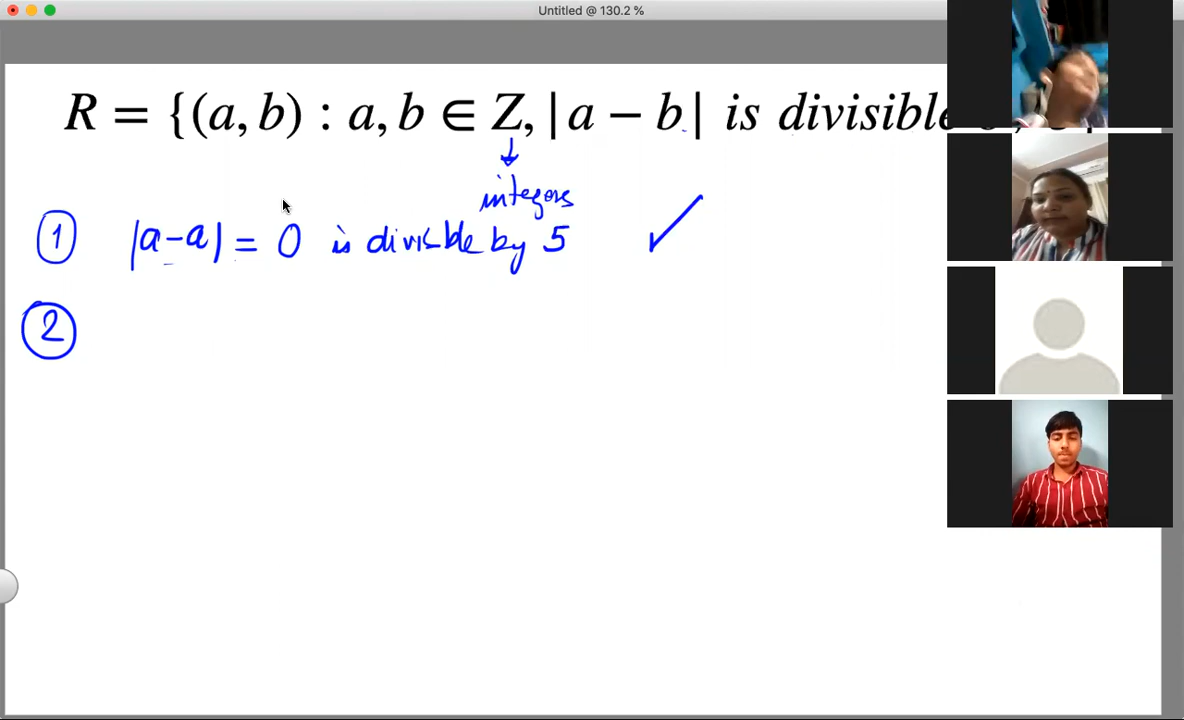 Untitled @ 130.2 %
R = {(a, b) : a, b ∈ Z, |a − b| is divisible
integers
① |a-a| = 0 is divisible by 5 ✓
②